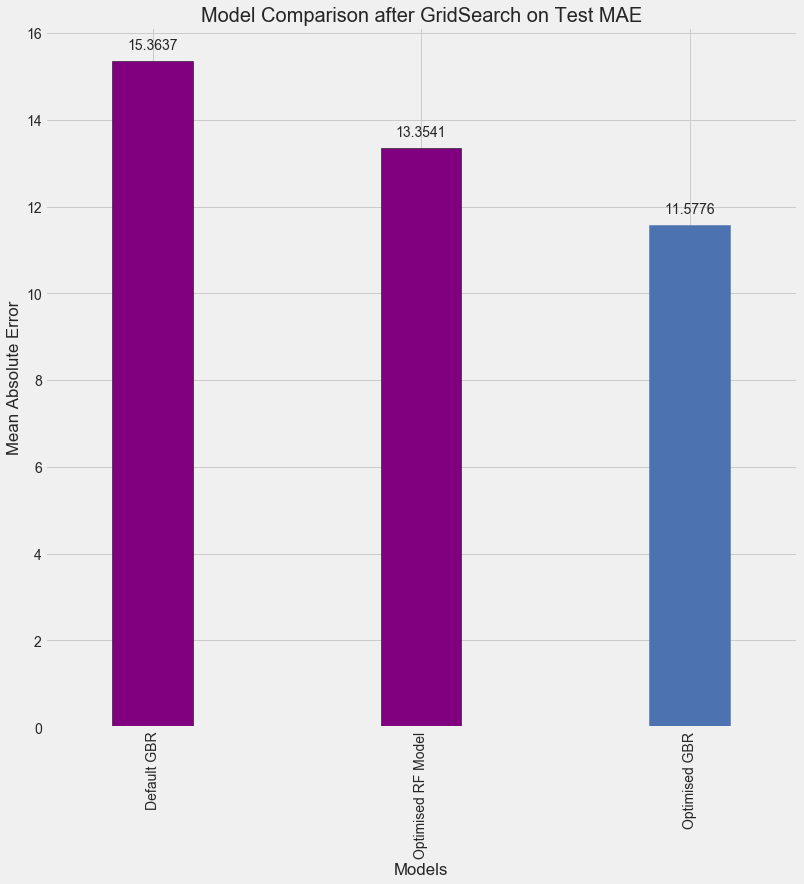 Model Comparison after GridSearch on Test MAE
16
14
12
10
8
6
4
2
0
Mean Absolute Error
15.3637
13.3541
11.5776
Default GBR
Optimised RF Model
Optimised GBR
Models